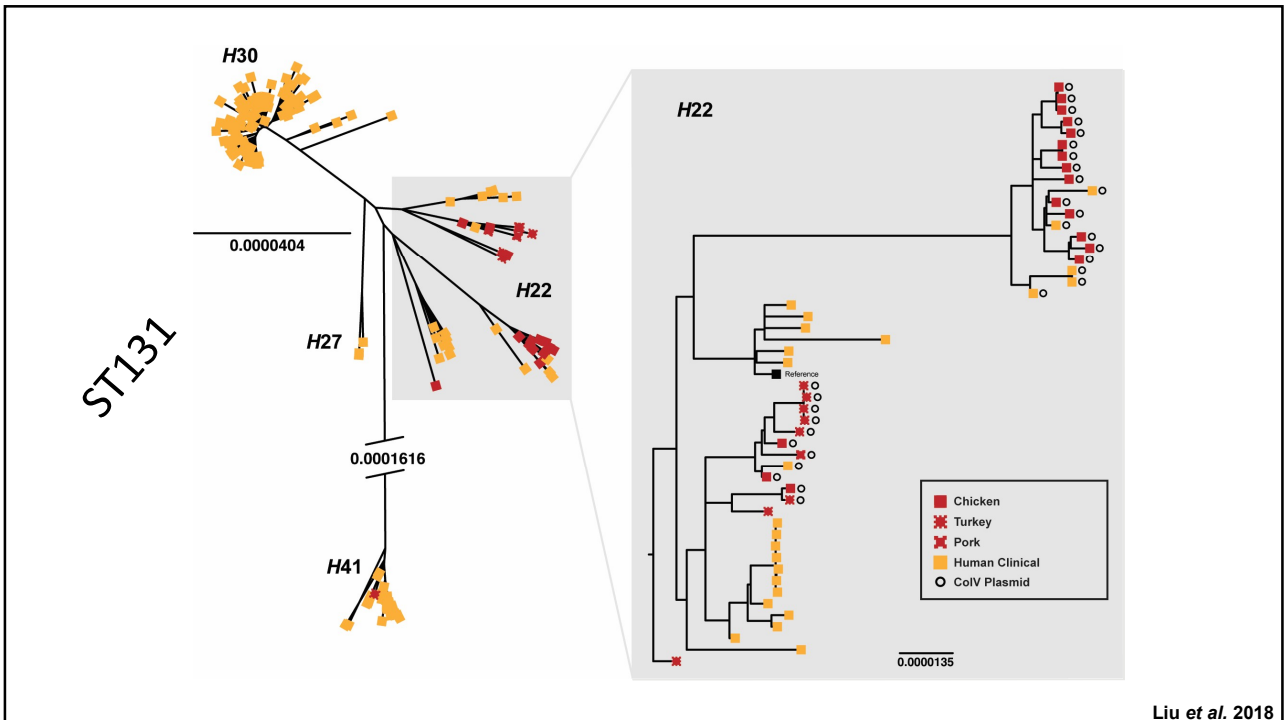 H30
H22
0.0000404
H22
ST131
H27
Reference
0.0001616
Chicken
Turkey
Pork
Human Clinical
ColV Plasmid
H41
0.0000135
Liu et al. 2018